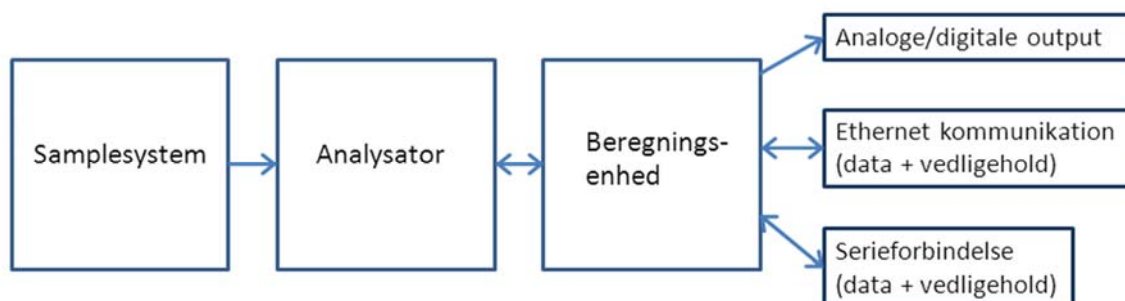 Samplesystem
Analysator
Beregnings-
enhed
Analoge/digitale output
Ethernet kommunikation
(data + vedligehold)
Serieforbindelse
(data + vedligehold)